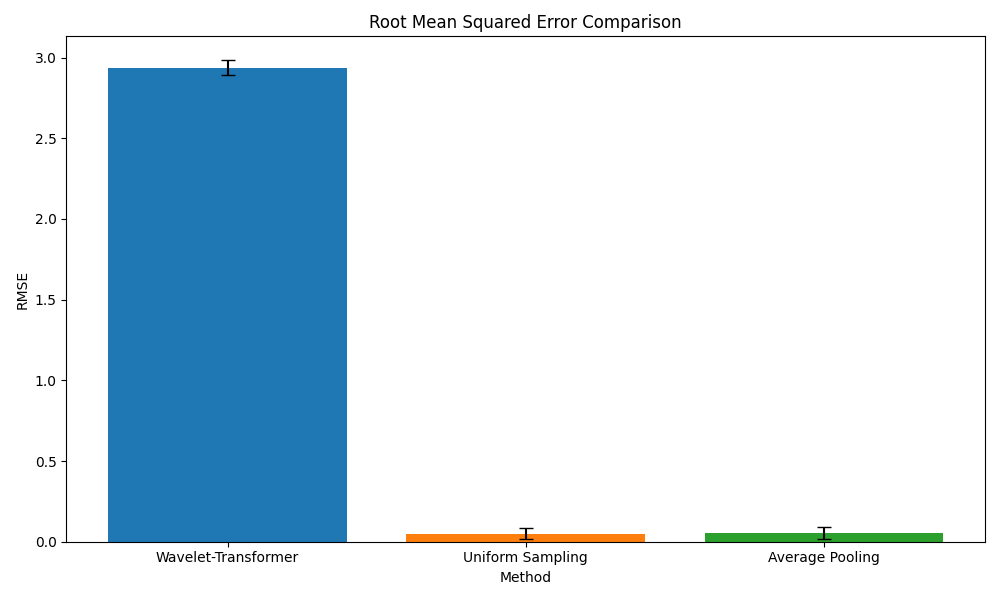 Root Mean Squared Error Comparison
3.0
2.5
2.0
1.5
1.0
0.5
0.0
RMSE
Wavelet-Transformer
Uniform Sampling
Average Pooling
Method